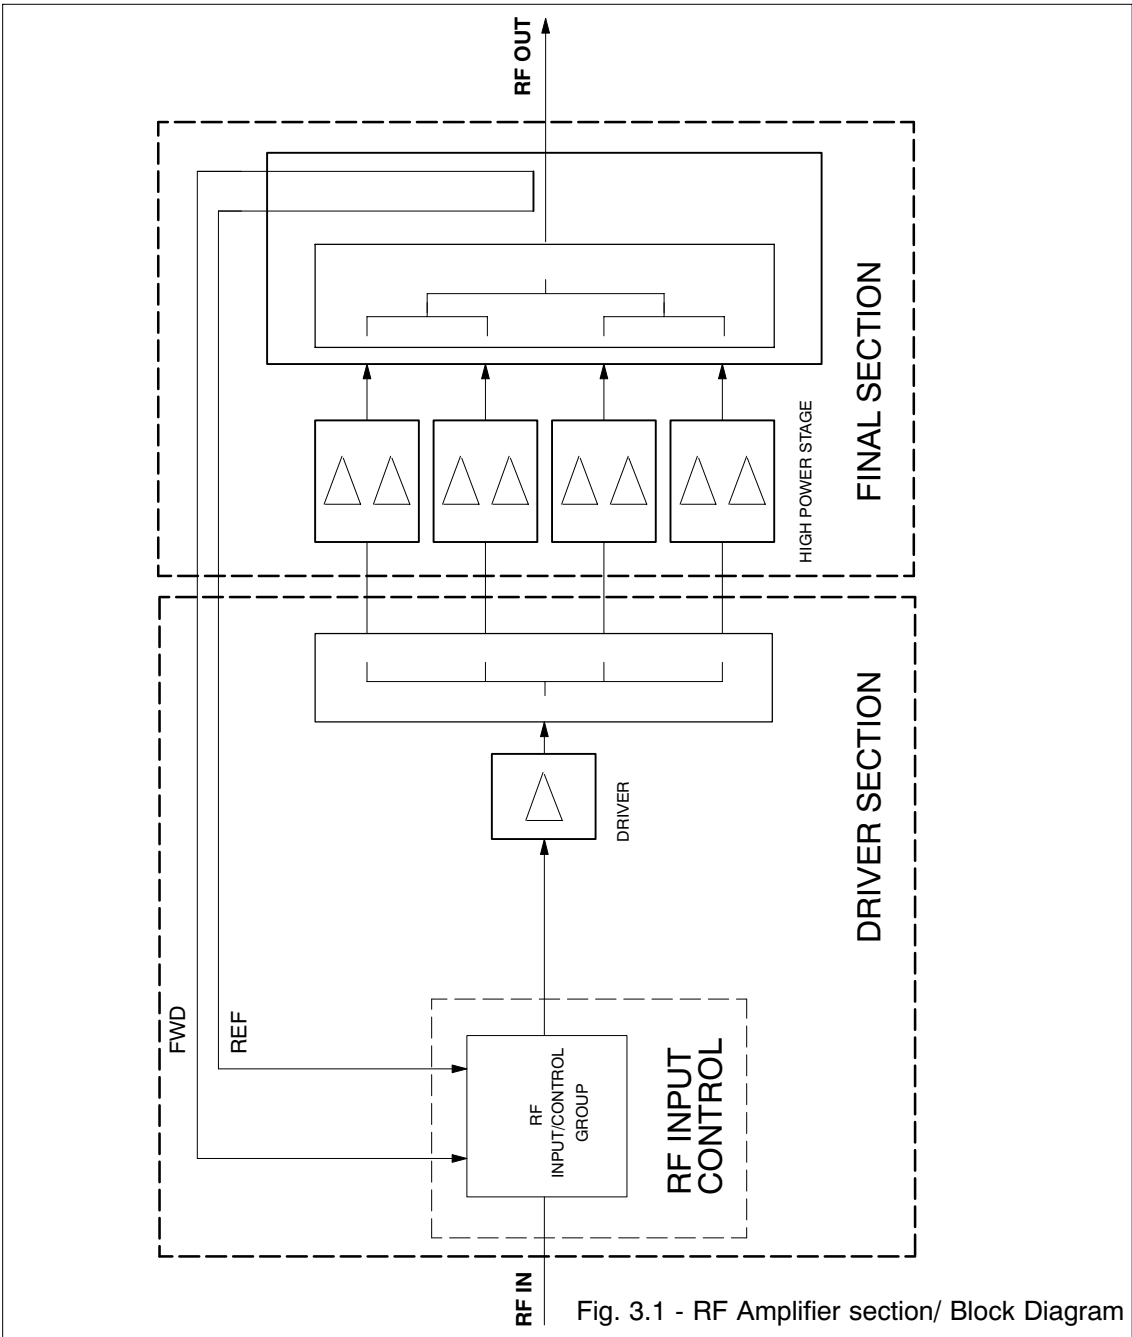 RF OUT
FINAL SECTION
HIGH POWER STAGE
DRIVER SECTION
DRIVER
FWD
REF
RF
INPUT/CONTROL
GROUP
RF INPUT
CONTROL
RF IN
Fig. 3.1 - RF Amplifier section/ Block Diagram